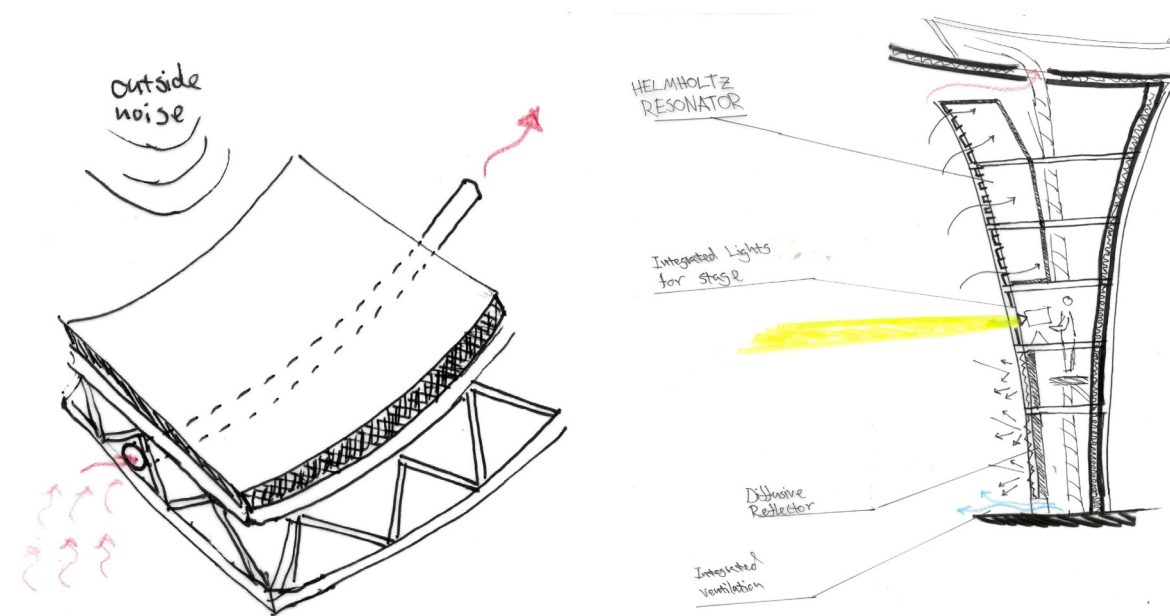 outside
noise
HELMHOLTZ
RESONATOR
Integrated Lights
for stage
Diffusive
Reflector
Integrated
ventilation